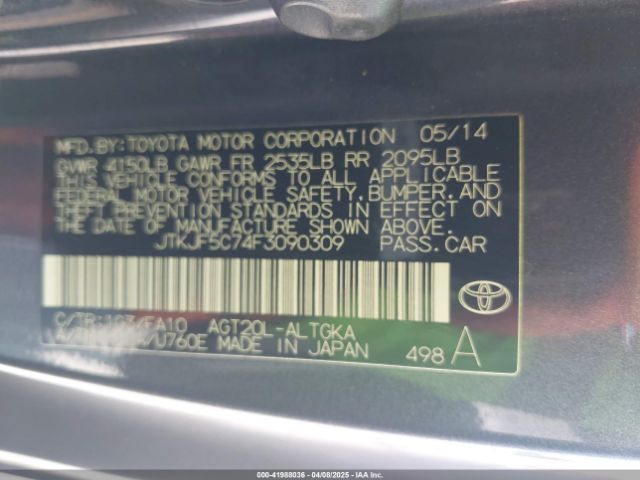 MFD.BY:TOYOTA MOTOR CORPORATION 05/14
GVWR 4150LB GAWR FR 2535LB RR 2095LB
THIS VEHICLE CONFORMS TO ALL APPLICABLE
FEDERAL MOTOR VEHICLE SAFETY, BUMPER, AND
THEFT PREVENTION STANDARDS IN EFFECT ON
THE DATE OF MANUFACTURE SHOWN ABOVE.
JTKJF5C74F3090309 PASS.CAR
C/TR: AGT20L-ALTGKA
MADE IN JAPAN 498 A
000-41988036 - 04/08/2025 - IAA Inc.